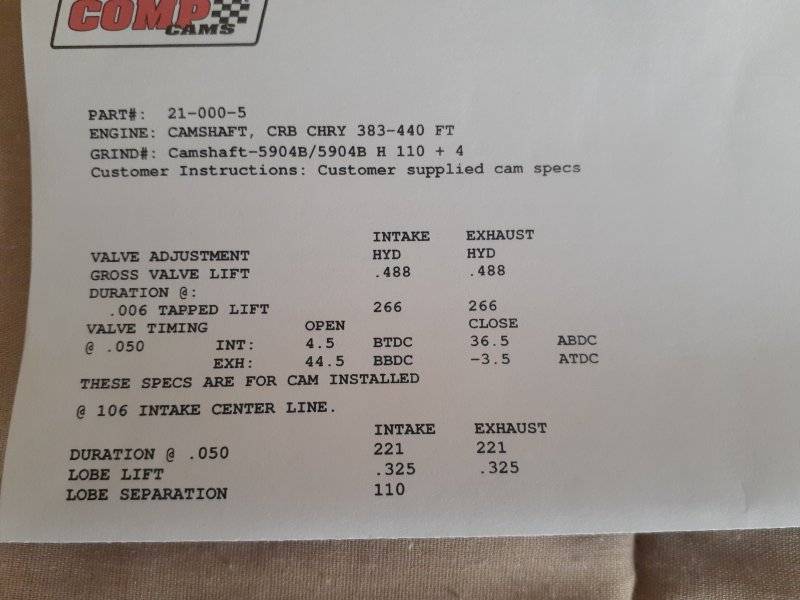 COMP
CAMS
PART#: 21-000-5
ENGINE: CAMSHAFT, CRB CHRY 383-440 FT
GRIND#: Camshaft-5904B/5904B H 110 + 4
Customer Instructions: Customer supplied cam specs
INTAKE EXHAUST
VALVE ADJUSTMENT HYD HYD
GROSS VALVE LIFT .488 .488
DURATION @:
.006 TAPPED LIFT 266 266
VALVE TIMING OPEN CLOSE
@ .050 INT: 4.5 BTDC 36.5 ABDC
EXH: 44.5 BBDC -3.5 ATDC
THESE SPECS ARE FOR CAM INSTALLED
@ 106 INTAKE CENTER LINE.
INTAKE EXHAUST
DURATION @ .050 221 221
LOBE LIFT .325 .325
LOBE SEPARATION 110